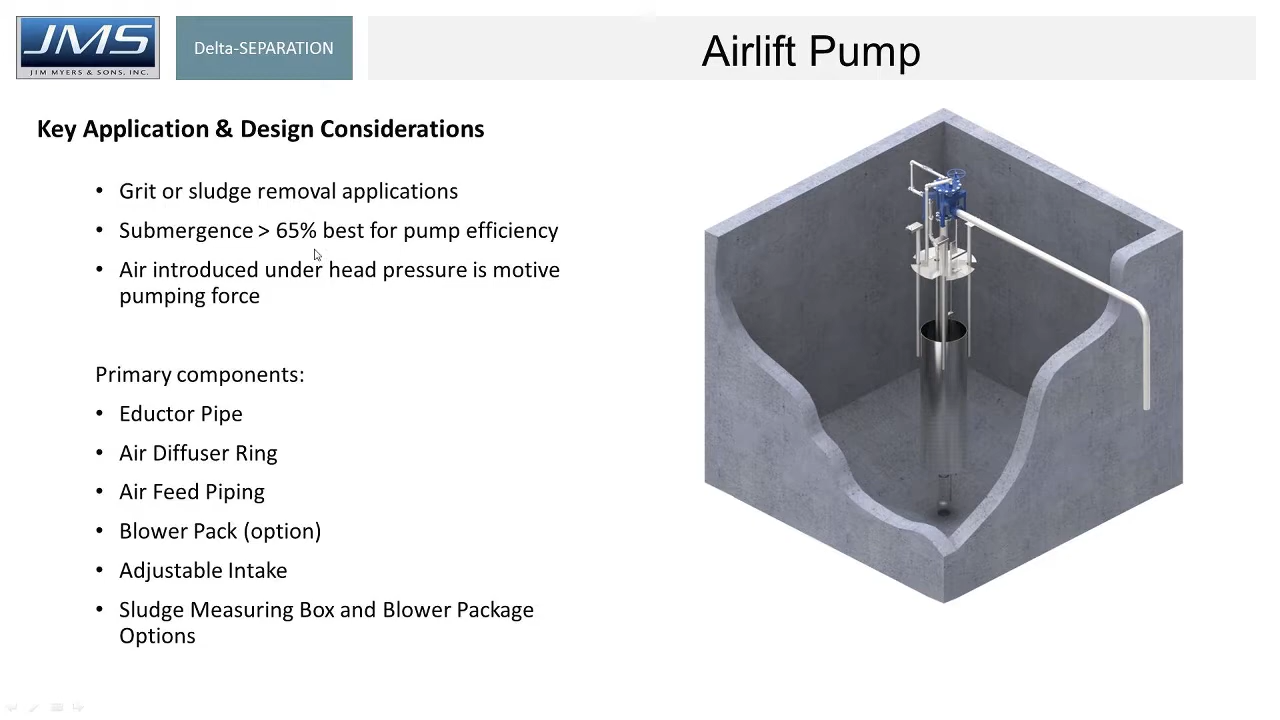 JMS
JIM MYERS & SONS, INC.
Delta-SEPARATION
Airlift Pump
Key Application & Design Considerations
• Grit or sludge removal applications
• Submergence > 65% best for pump efficiency
• Air introduced under head pressure is motive
pumping force
Primary components:
• Eductor Pipe
• Air Diffuser Ring
• Air Feed Piping
• Blower Pack (option)
• Adjustable Intake
• Sludge Measuring Box and Blower Package
Options